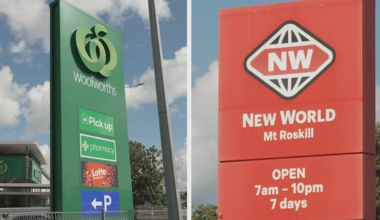 Woolworths
Pick up
pharmacy
Lotto
P
NW
NEW WORLD
Mt Roskill
OPEN
7am – 10pm
7 days